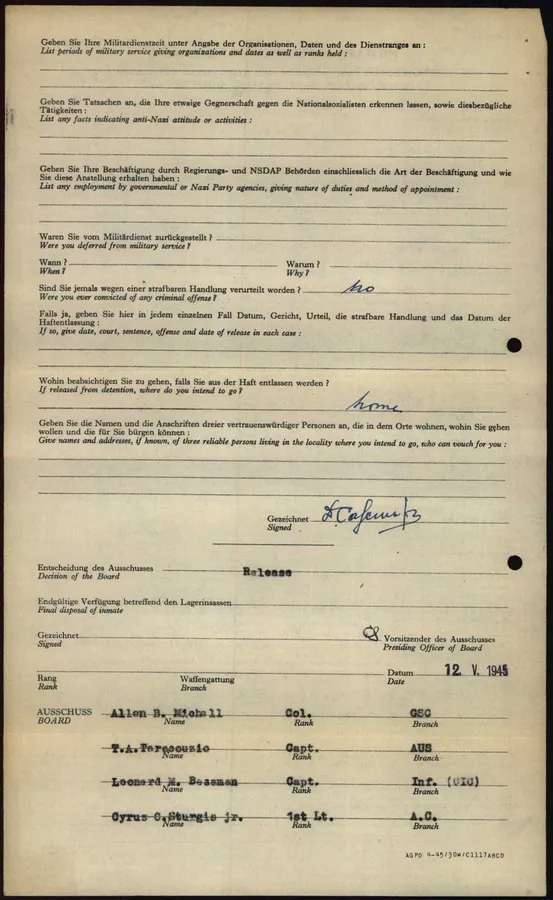 Geben Sie Ihre Militardienstzeit unter Angabe der Organisationen, Daten und des Dienstranges an :
List periods of military service giving organizations and dates as well as ranks held :
Geben Sie Tatsachen an, die Ihre etwaige Gegnerschaft gegen die Nationalsozialisten erkennen lassen, sowie diesbezügliche
Tätigkeiten :
List any facts indicating anti-Nazi attitude or activities :
Geben Sie Ihre Beschäftigung durch Regierungs- und NSDAP Behörden einschliesslich die Art der Beschäftigung und wie
Sie diese Anstellung erhalten haben :
List any employment by governmental or Nazi Party agencies, giving nature of duties and method of appointment :
Waren Sie vom Militärdienst zurückgestellt ?
Were you deferred from military service ?
Wann ? Warum ?
When ? Why ?
Sind Sie jemals wegen einer strafbaren Handlung verurteilt worden ? no
Were you ever convicted of any criminal offense ?
Falls ja, geben Sie hier in jedem einzelnen Fall Datum, Gericht, Urteil, die strafbare Handlung und das Datum der
Haftentlassung :
If so, give date, court, sentence, offense and date of release in each case :
Wohin beabsichtigen Sie zu gehen, falls Sie aus der Haft entlassen werden ?
If released from detention, where do you intend to go ?
home
Geben Sie die Namen und die Anschriften dreier vertrauenswürdiger Personen an, die in dem Orte wohnen, wohin Sie gehen
wollen und die für Sie bürgen können :
Give names and addresses, if known, of three reliable persons living in the locality where you intend to go, who can vouch for you :
Gezeichnet
Signed
Entscheidung des Ausschusses Release
Decision of the Board
Endgültige Verfügung betreffend den Lagerinsassen
Final disposal of inmate
Gezeichnet Vorsitzender des Ausschusses
Signed Presiding Officer of Board
Rang Waffengattung Datum 12. V. 1945
Rank Branch Date
AUSSCHUSS Allen B. Michell Col. GSC
BOARD Name Rank Branch
T.A. Taracouzio Capt. AUS
Name Rank Branch
Leonard M. Bessman Capt. Inf. (CIC)
Name Rank Branch
Cyrus C. Sturgis jr. 1st Lt. A.C.
Name Rank Branch
AGPD 4-45/30M/C1117ABCD